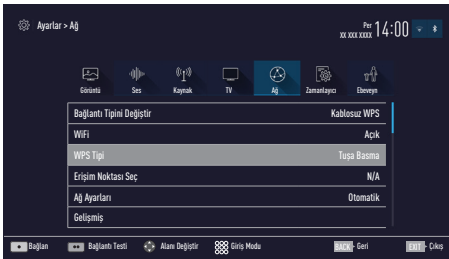 Ayarlar > Ağ
Per
xx xxx xxxx 14:00
Görüntü Ses Kaynak TV Ağ Zamanlayıcı Ebeveyn
Bağlantı Tipini Değiştir Kablosuz WPS
WiFi Açık
WPS Tipi Tuşa Basma
Erişim Noktası Seç N/A
Ağ Ayarları Otomatik
Gelişmiş
Bağlan Bağlantı Testi Alanı Değiştir Giriş Modu BACK - Geri EXIT - Çıkış